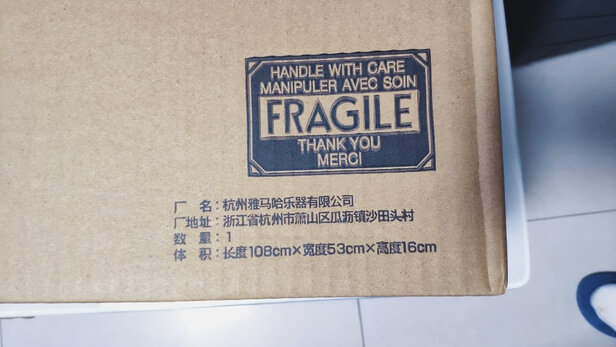 HANDLE WITH CARE
MANIPULER AVEC SOIN
FRAGILE
THANK YOU
MERCI
厂 名：杭州雅马哈乐器有限公司
厂地址：浙江省杭州市萧山区瓜沥镇沙田头村
数 量：1
体 积：长度108cm×宽度53cm×高度16cm